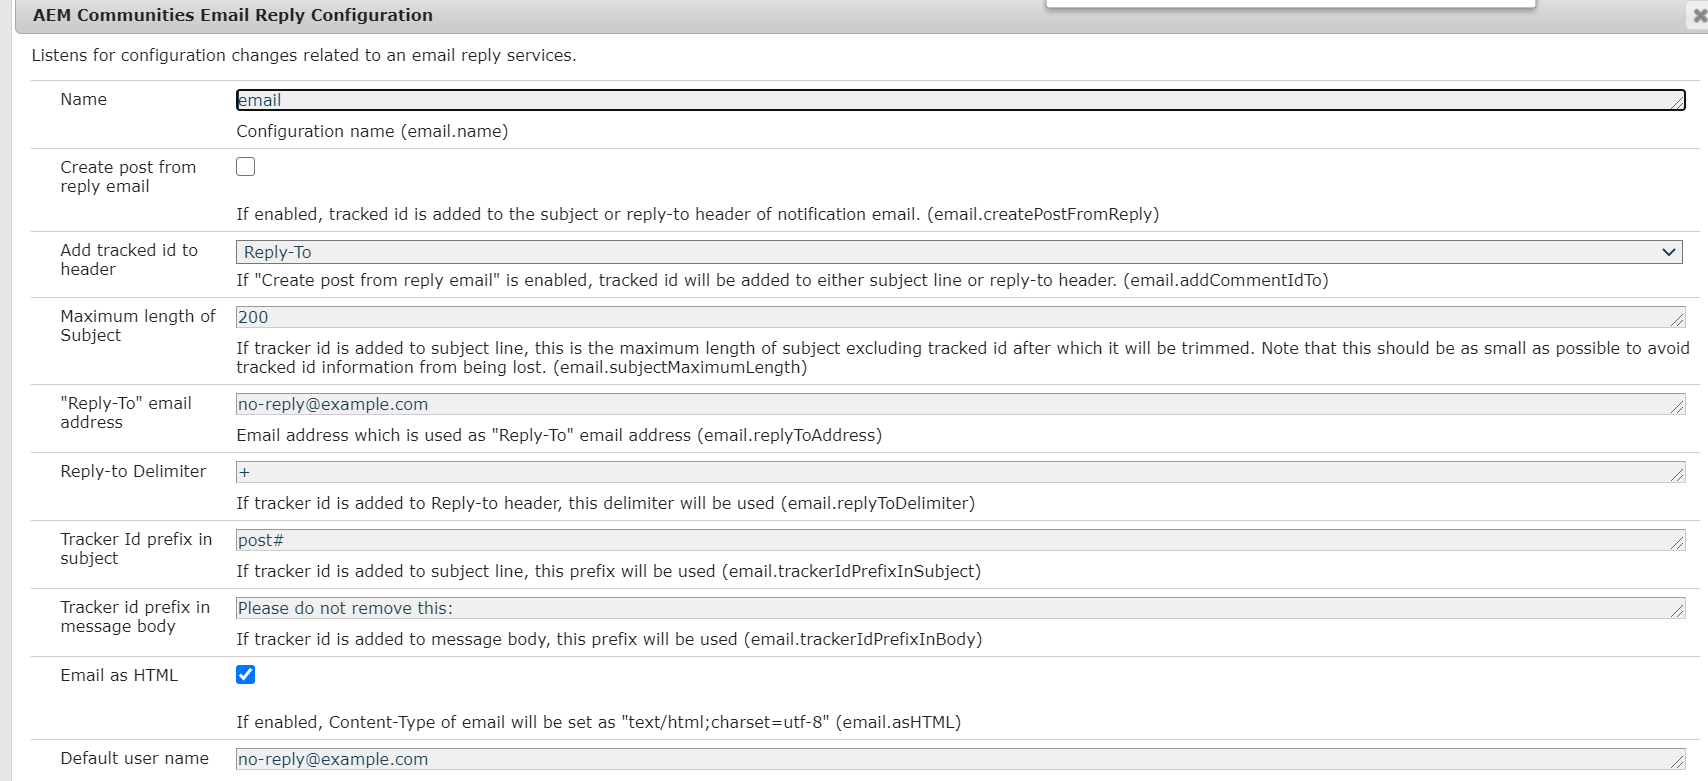 AEM Communities Email Reply Configuration
Listens for configuration changes related to an email reply services.
Name
email
Configuration name (email.name)
Create post from
reply email
If enabled, tracked id is added to the subject or reply-to header of notification email. (email.createPostFromReply)
Add tracked id to
header
Reply-To
If "Create post from reply email" is enabled, tracked id will be added to either subject line or reply-to header. (email.addCommentIdTo)
Maximum length of
Subject
200
If tracker id is added to subject line, this is the maximum length of subject excluding tracked id after which it will be trimmed. Note that this should be as small as possible to avoid
tracked id information from being lost. (email.subjectMaximumLength)
"Reply-To" email
address
no-reply@example.com
Email address which is used as "Reply-To" email address (email.replyToAddress)
Reply-to Delimiter
+
If tracker id is added to Reply-to header, this delimiter will be used (email.replyToDelimiter)
Tracker Id prefix in
subject
post#
If tracker id is added to subject line, this prefix will be used (email.trackerIdPrefixInSubject)
Tracker id prefix in
message body
Please do not remove this:
If tracker id is added to message body, this prefix will be used (email.trackerIdPrefixInBody)
Email as HTML
If enabled, Content-Type of email will be set as "text/html;charset=utf-8" (email.asHTML)
Default user name
no-reply@example.com